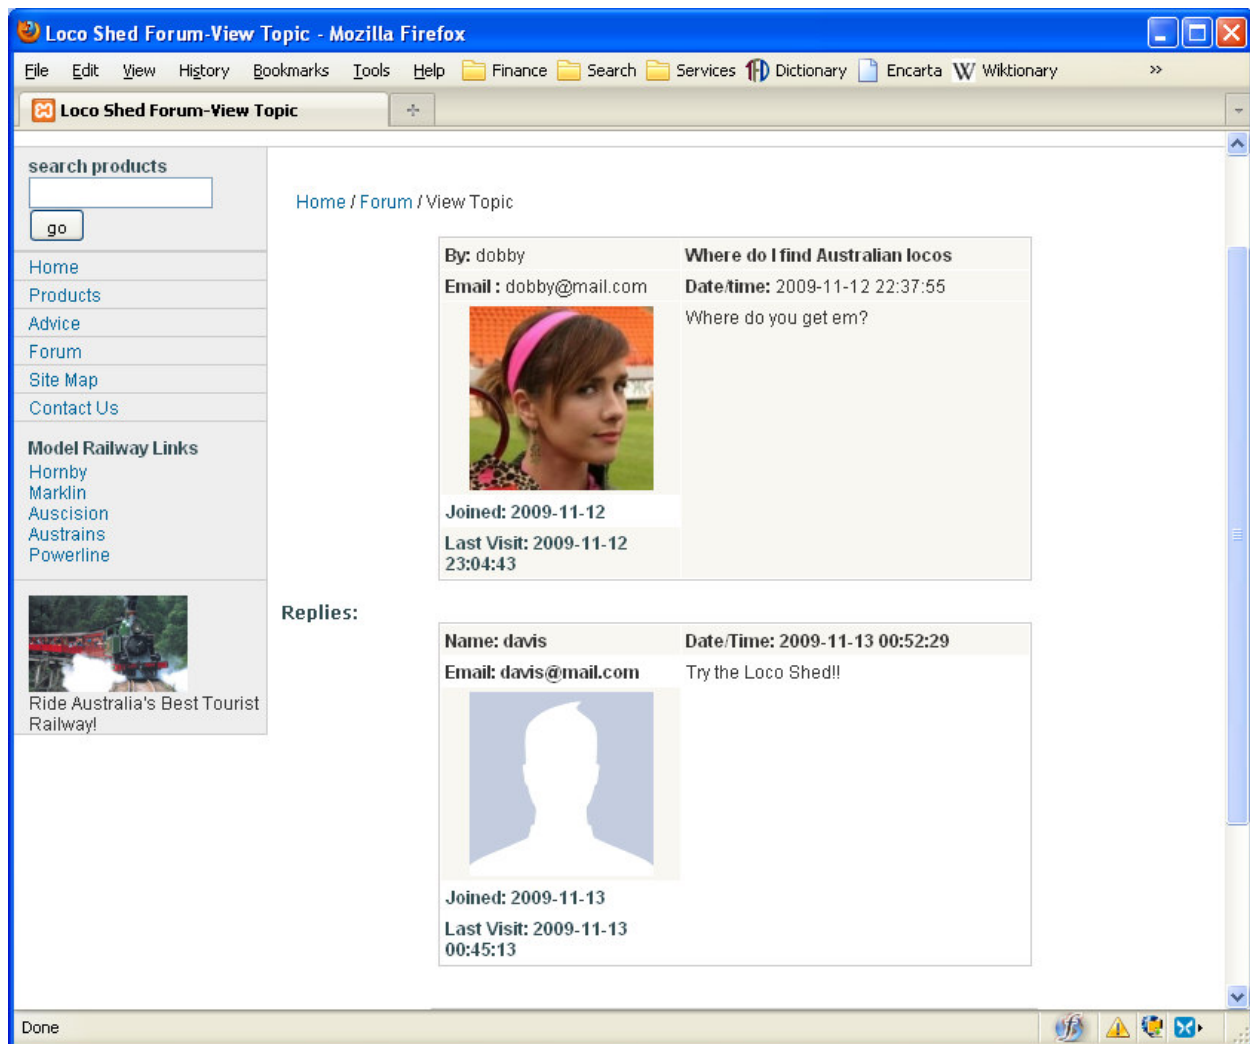 Loco Shed Forum-View Topic - Mozilla Firefox
File Edit View History Bookmarks Tools Help Finance Search Services Dictionary Encarta W Wiktionary »
Loco Shed Forum-View Topic
search products
go
Home
Products
Advice
Forum
Site Map
Contact Us
Model Railway Links
Hornby
Marklin
Auscision
Austrains
Powerline
Ride Australia's Best Tourist
Railway!
Home / Forum / View Topic
By: dobby Where do I find Australian locos
Email : dobby@mail.com Date/time: 2009-11-12 22:37:55
Where do you get em?
Joined: 2009-11-12
Last Visit: 2009-11-12
23:04:43
Replies:
Name: davis Date/Time: 2009-11-13 00:52:29
Email: davis@mail.com Try the Loco Shed!!
Joined: 2009-11-13
Last Visit: 2009-11-13
00:45:13
Done